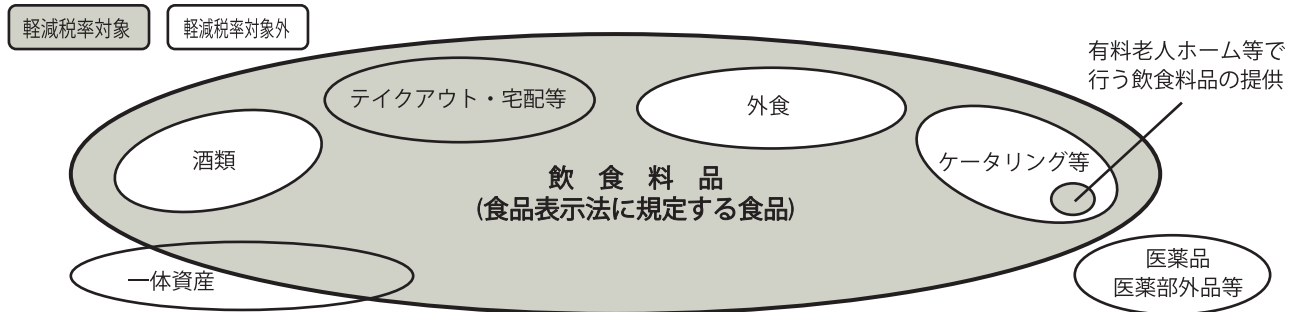 軽減税率対象
軽減税率対象外
有料老人ホーム等で
行う飲食料品の提供
テイクアウト・宅配等
外食
酒類
ケータリング等
飲食料品
(食品表示法に規定する食品)
一体資産
医薬品
医薬部外品等